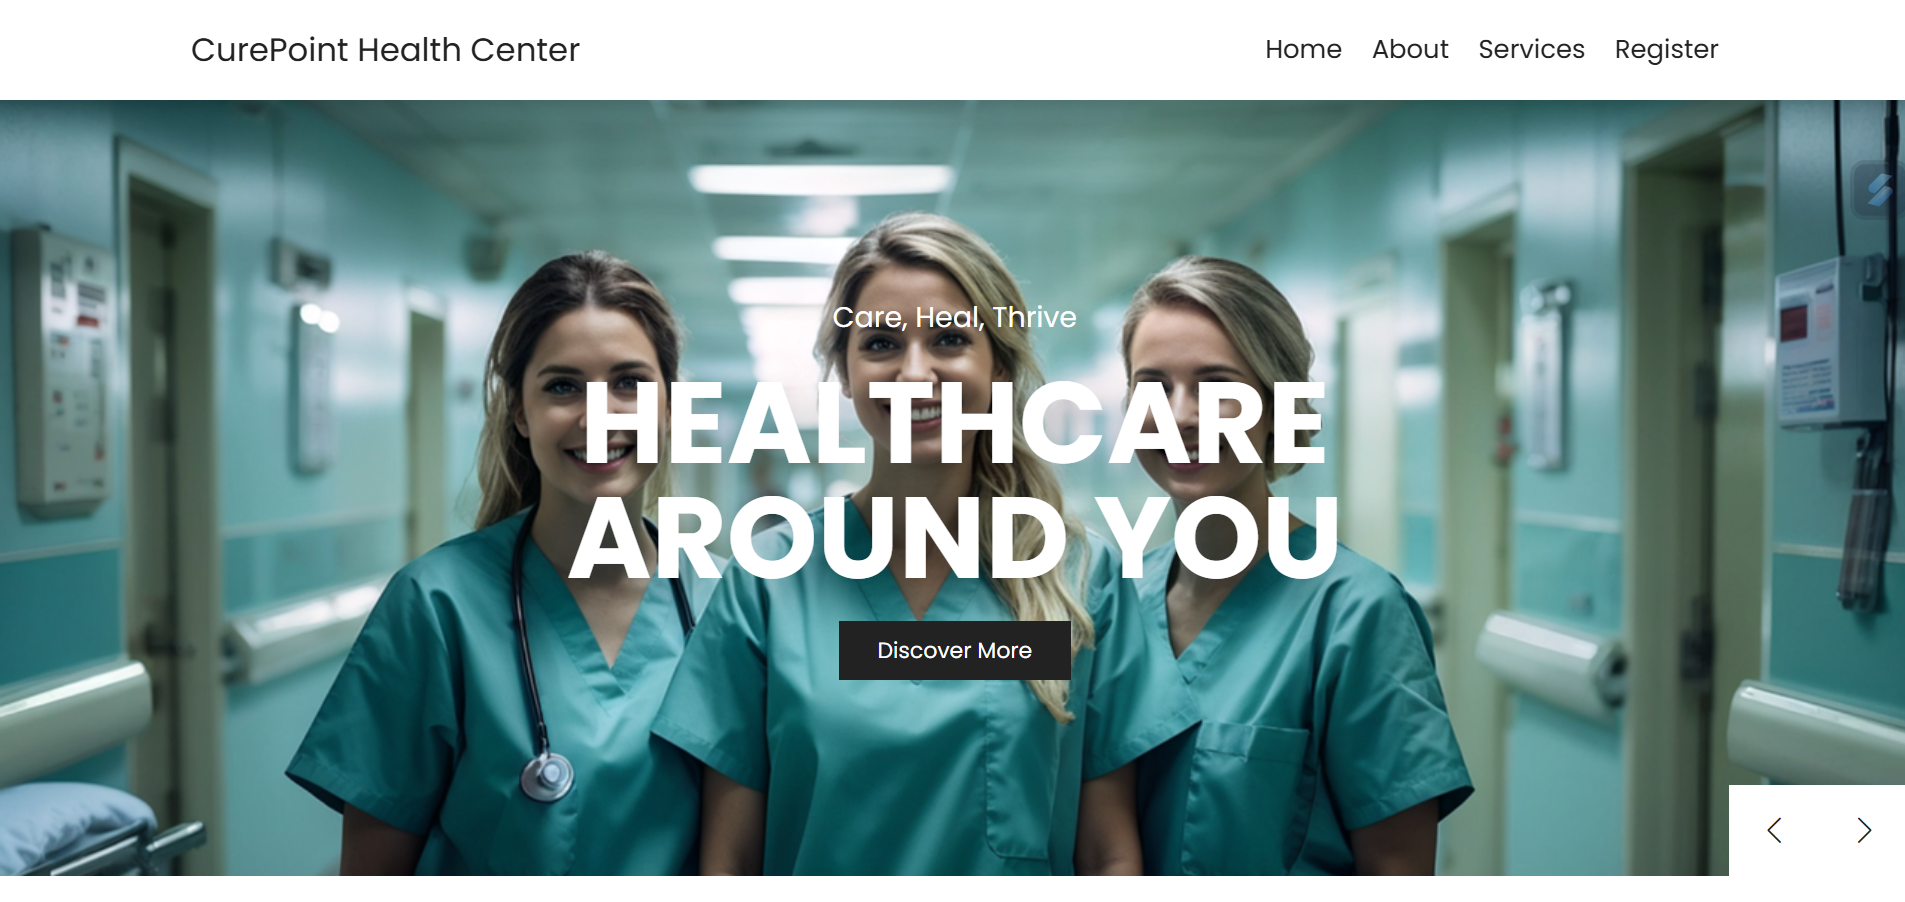 CurePoint Health Center
Home About Services Register
Care, Heal, Thrive
HEALTHCARE
AROUND YOU
Discover More